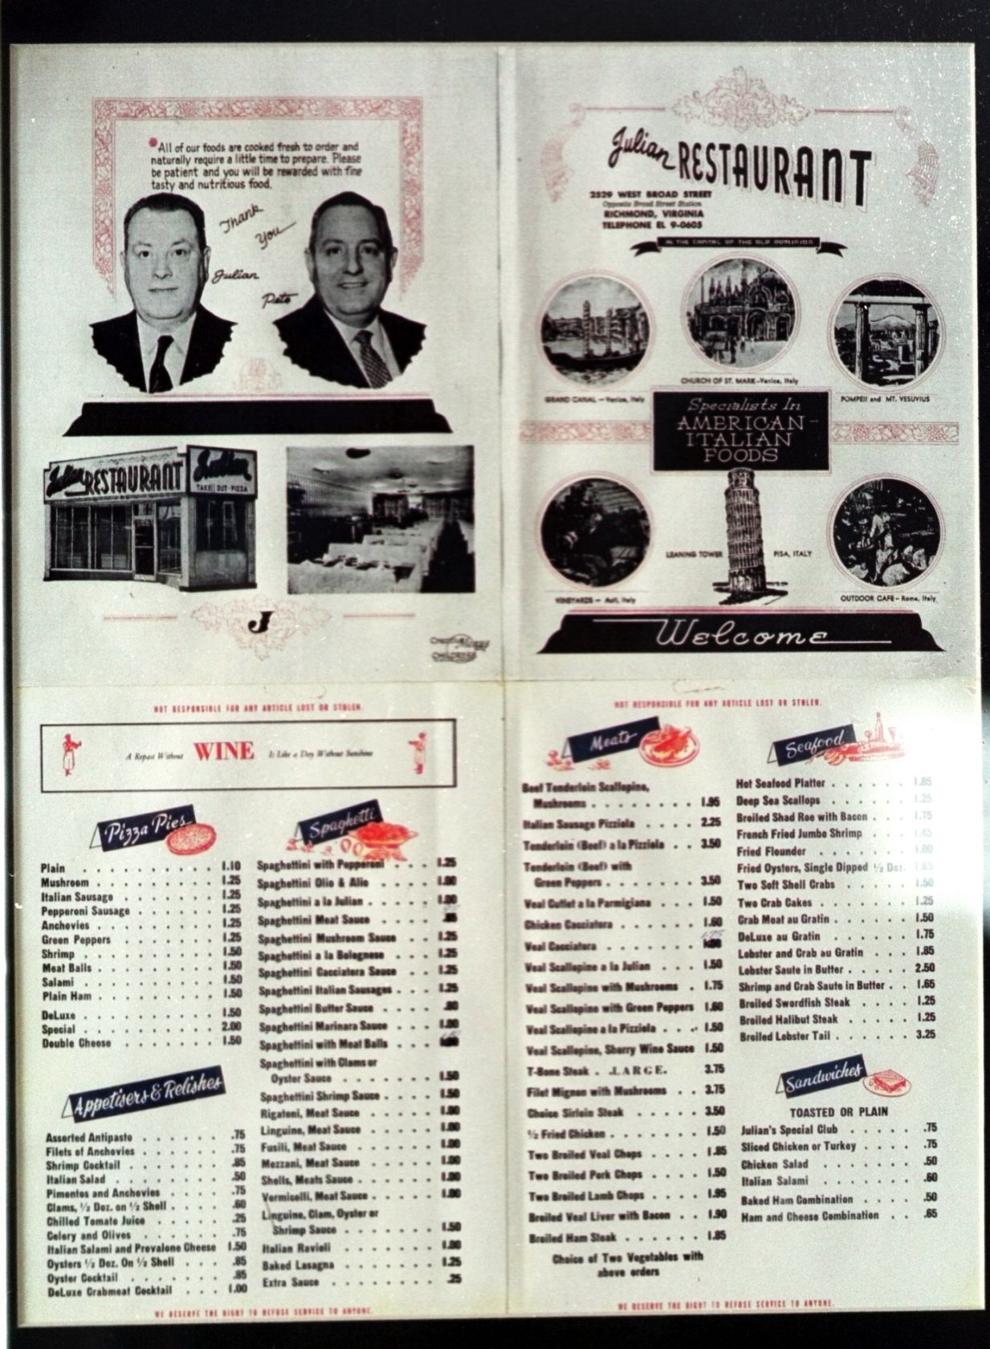 All of our foods are cooked fresh to order and
naturally require a little time to prepare. Please
be patient and you will be rewarded with fine
tasty and nutritious food.
Thank
You
Julian
Pete
Julian RESTAURANT
Julian
TAKE OUT - PIZZA
J
Julian RESTAURANT
2529 WEST BROAD STREET
Opposite Broad Street Station
RICHMOND, VIRGINIA
TELEPHONE EL 9-0605
IN THE CAPITAL OF THE OLD DOMINION
GRAND CANAL - Venice, Italy
CHURCH OF ST. MARK - Venice, Italy
POMPEII and MT. VESUVIUS
Specialists In
AMERICAN-
ITALIAN
FOODS
LEANING TOWER
PISA, ITALY
VINEYARDS - Asti, Italy
OUTDOOR CAFE - Rome, Italy
Welcome
NOT RESPONSIBLE FOR ANY ARTICLE LOST OR STOLEN.
A Repast Without WINE Is Like a Day Without Sunshine
Pizza Pies
Plain . . . 1.10
Mushroom . . . 1.25
Italian Sausage . . . 1.25
Pepperoni Sausage . . . 1.25
Anchovies . . . 1.25
Green Peppers . . . 1.25
Shrimp . . . 1.50
Meat Balls . . . 1.50
Salami . . . 1.50
Plain Ham . . . 1.50
DeLuxe . . . 1.50
Special . . . 2.00
Double Cheese . . . 1.50
Appetisers & Relishes
Assorted Antipasto . . . .75
Filets of Anchovies . . . .75
Shrimp Cocktail . . . .85
Italian Salad . . . .50
Pimentos and Anchovies . . . .75
Clams, ½ Doz. on ½ Shell . . . .60
Chilled Tomato Juice . . . .25
Celery and Olives . . . .75
Italian Salami and Provalone Cheese 1.50
Oysters ½ Doz. On ½ Shell . . . .85
Oyster Cocktail . . . .85
DeLuxe Crabmeat Cocktail . . . 1.00
Spaghetti
Spaghettini with Pepperoni . . . 1.25
Spaghettini Olio & Alio . . . 1.00
Spaghettini a la Julian . . . 1.00
Spaghettini Meat Sauce . . .
Spaghettini Mushroom Sauce . . . 1.25
Spaghettini a la Bolognese . . . 1.25
Spaghettini Cacciatora Sauce . . . 1.25
Spaghettini Italian Sausages . . . 1.25
Spaghettini Butter Sauce . . .
Spaghettini Marinara Sauce . . . 1.00
Spaghettini with Meat Balls . . .
Spaghettini with Clams or
Oyster Sauce . . . 1.50
Spaghettini Shrimp Sauce . . . 1.50
Rigatoni, Meat Sauce . . . 1.00
Linguine, Meat Sauce . . . 1.00
Fusili, Meat Sauce . . . 1.00
Mezzani, Meat Sauce . . . 1.00
Shells, Meats Sauce . . . 1.00
Vermicelli, Meat Sauce . . . 1.00
Linguine, Clam, Oyster or
Shrimp Sauce . . . 1.50
Italian Ravioli . . . 1.00
Baked Lasagna . . . 1.25
Extra Sauce . . . .25
WE RESERVE THE RIGHT TO REFUSE SERVICE TO ANYONE.
NOT RESPONSIBLE FOR ANY ARTICLE LOST OR STOLEN.
Meats
Beef Tenderloin Scallopine,
Mushrooms . . . 1.95
Italian Sausage Pizziola . . . 2.25
Tenderloin (Beef) a la Pizziola . . . 3.50
Tenderloin (Beef) with
Green Peppers . . . 3.50
Veal Cutlet a la Parmigiana . . . 1.50
Chicken Cacciatora . . . 1.60
Veal Cacciatora . . .
Veal Scallopine a la Julian . . . 1.50
Veal Scallopine with Mushrooms . . . 1.75
Veal Scallopine with Green Peppers 1.60
Veal Scallopine a la Pizziola . . . 1.50
Veal Scallopine, Sherry Wine Sauce 1.50
T-Bone Steak . LARGE. 3.75
Filet Mignon with Mushrooms . . . 3.75
Choice Sirloin Steak . . . 3.50
½ Fried Chicken . . . 1.50
Two Broiled Veal Chops . . . 1.85
Two Broiled Pork Chops . . . 1.50
Two Broiled Lamb Chops . . . 1.95
Broiled Veal Liver with Bacon . . . 1.90
Broiled Ham Steak . . . 1.85
Choice of Two Vegetables with
above orders
Seafood
Hot Seafood Platter . . . 1.85
Deep Sea Scallops . . . 1.25
Broiled Shad Roe with Bacon . . . 1.75
French Fried Jumbo Shrimp . . .
Fried Flounder . . .
Fried Oysters, Single Dipped ½ Doz.
Two Soft Shell Crabs . . . 1.50
Two Crab Cakes . . . 1.25
Crab Meat au Gratin . . . 1.50
DeLuxe au Gratin . . . 1.75
Lobster and Crab au Gratin . . . 1.85
Lobster Saute in Butter . . . 2.50
Shrimp and Crab Saute in Butter . . . 1.65
Broiled Swordfish Steak . . . 1.25
Broiled Halibut Steak . . . 1.25
Broiled Lobster Tail . . . 3.25
Sandwiches
TOASTED OR PLAIN
Julian's Special Club . . . .75
Sliced Chicken or Turkey . . . .75
Chicken Salad . . . .50
Italian Salami . . . .60
Baked Ham Combination . . . .50
Ham and Cheese Combination . . . .65
WE RESERVE THE RIGHT TO REFUSE SERVICE TO ANYONE.